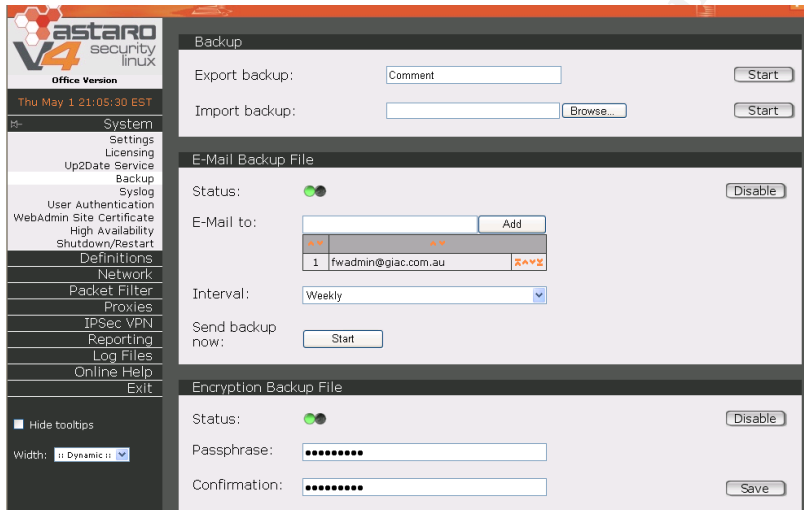 astaro
V4 security
linux
Office Version
Thu May 1 21:05:30 EST
System
Settings
Licensing
Up2Date Service
Backup
Syslog
User Authentication
WebAdmin Site Certificate
High Availability
Shutdown/Restart
Definitions
Network
Packet Filter
Proxies
IPSec VPN
Reporting
Log Files
Online Help
Exit
Hide tooltips
Width: :: Dynamic ::
Backup
Export backup: Comment Start
Import backup: Browse... Start
E-Mail Backup File
Status: Disable
E-Mail to: Add
1 fwadmin@giac.com.au
Interval: Weekly
Send backup
now: Start
Encryption Backup File
Status: Disable
Passphrase: •••••••••
Confirmation: ••••••••• Save